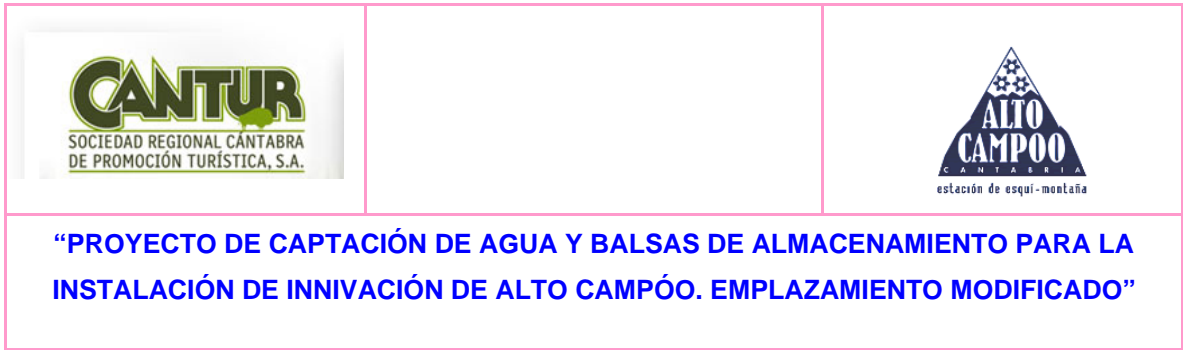 CANTUR
SOCIEDAD REGIONAL CÁNTABRA
DE PROMOCIÓN TURÍSTICA, S.A.
ALTO
CAMPOO
CANTABRIA
estación de esquí-montaña
“PROYECTO DE CAPTACIÓN DE AGUA Y BALSAS DE ALMACENAMIENTO PARA LA
INSTALACIÓN DE INNIVACIÓN DE ALTO CAMPÓO. EMPLAZAMIENTO MODIFICADO”